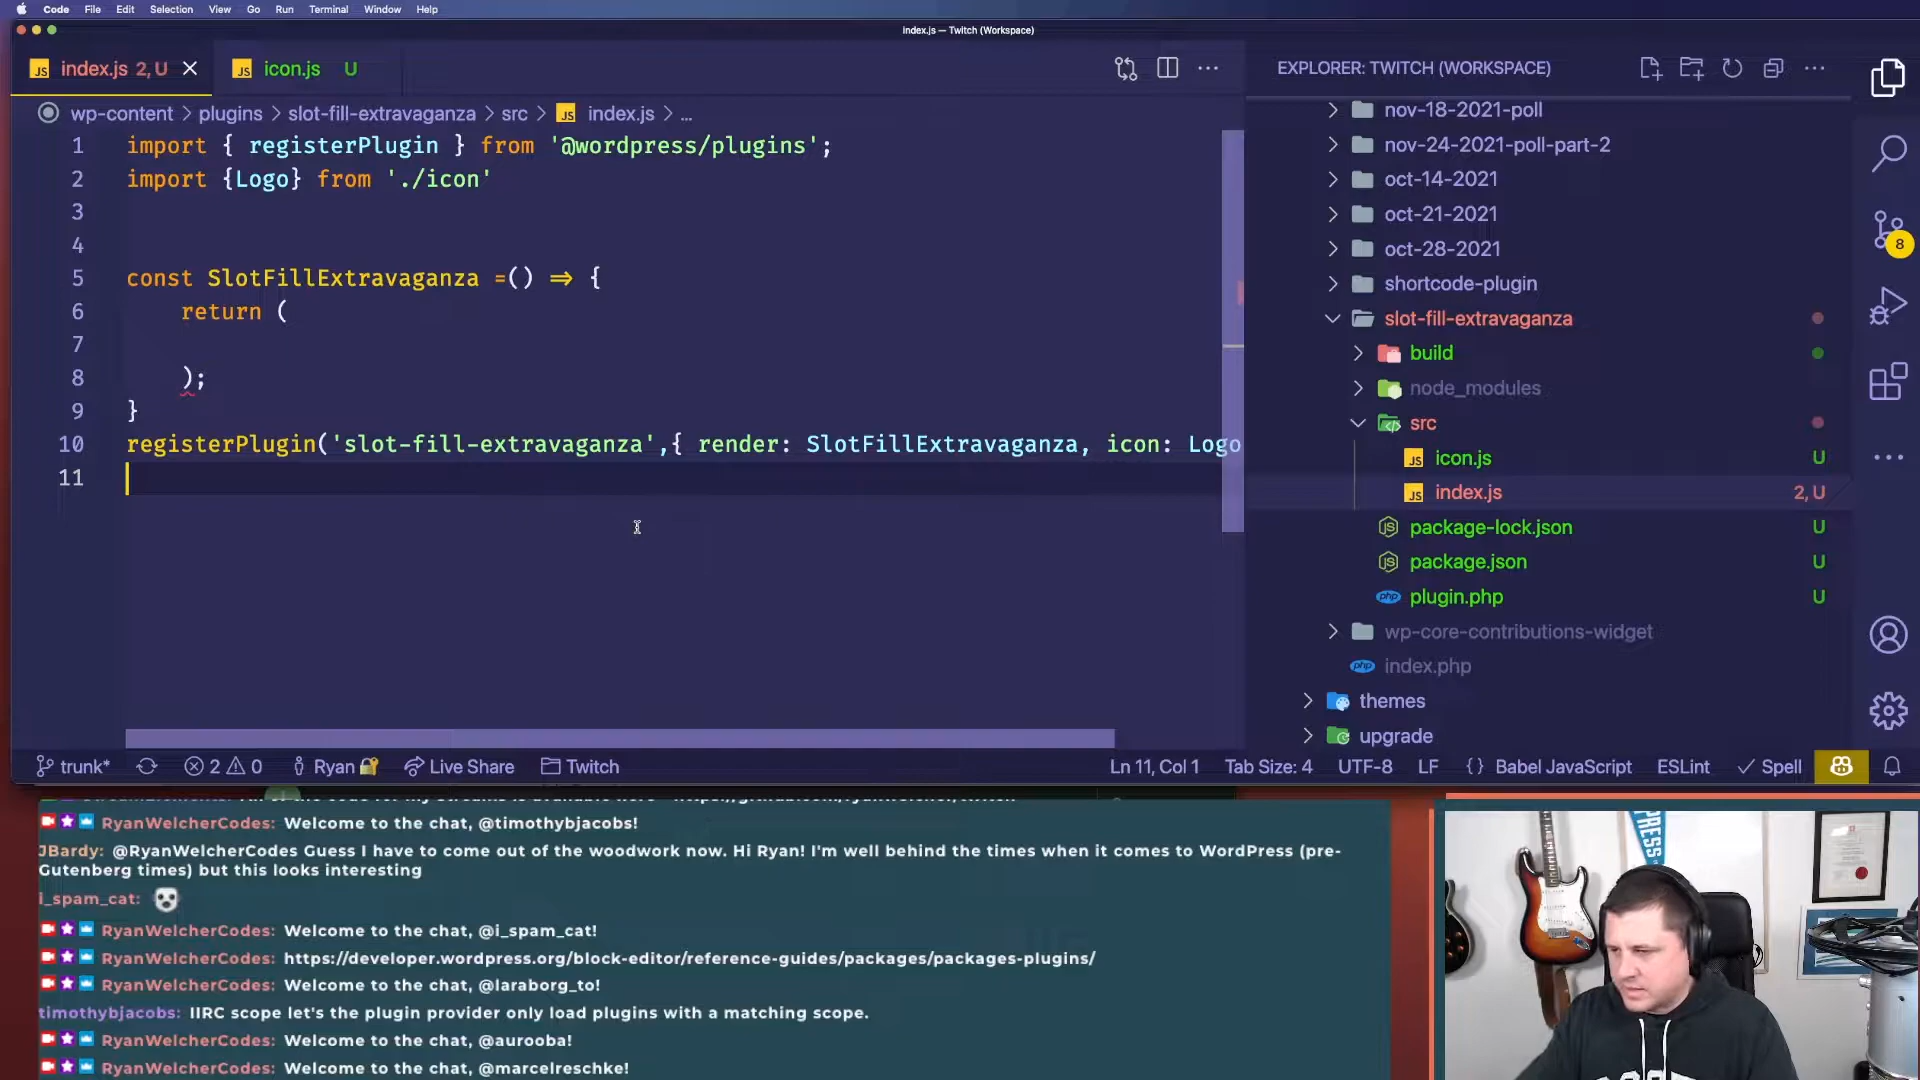 Code File Edit Selection View Go Run Terminal Window Help
index.js — Twitch (Workspace)
JS index.js 2, U
JS icon.js U
wp-content > plugins > slot-fill-extravaganza > src > JS index.js > ...
1 import { registerPlugin } from '@wordpress/plugins';
2 import {Logo} from './icon'
3
4
5 const SlotFillExtravaganza =() => {
6 return (
7
8 );
9 }
10 registerPlugin('slot-fill-extravaganza',{ render: SlotFillExtravaganza, icon: Logo
11
EXPLORER: TWITCH (WORKSPACE)
nov-18-2021-poll
nov-24-2021-poll-part-2
oct-14-2021
oct-21-2021
oct-28-2021
shortcode-plugin
slot-fill-extravaganza
build
node_modules
src
JS icon.js U
JS index.js 2, U
package-lock.json U
package.json U
php plugin.php U
wp-core-contributions-widget
php index.php
themes
upgrade
8
trunk* 2 0 Ryan Live Share Twitch
Ln 11, Col 1 Tab Size: 4 UTF-8 LF {} Babel JavaScript ESLint Spell
RyanWelcherCodes: Welcome to the chat, @timothybjacobs!
JBardy: @RyanWelcherCodes Guess I have to come out of the woodwork now. Hi Ryan! I'm well behind the times when it comes to WordPress (pre-
Gutenberg times) but this looks interesting
i_spam_cat:
RyanWelcherCodes: Welcome to the chat, @i_spam_cat!
RyanWelcherCodes: https://developer.wordpress.org/block-editor/reference-guides/packages/packages-plugins/
RyanWelcherCodes: Welcome to the chat, @laraborg_to!
timothybjacobs: IIRC scope let's the plugin provider only load plugins with a matching scope.
RyanWelcherCodes: Welcome to the chat, @aurooba!
RyanWelcherCodes: Welcome to the chat, @marcelreschke!
PRESS